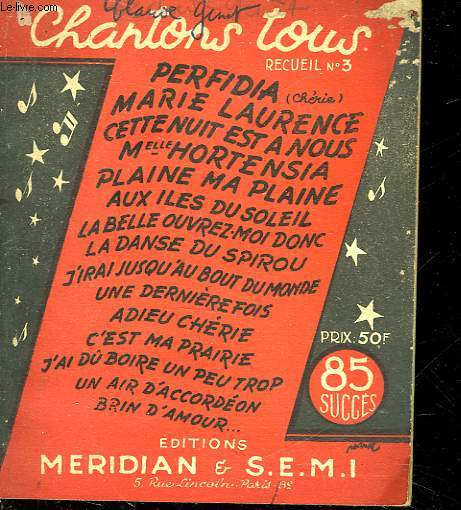 © Le-livre.com
Chantons tous
RECUEIL N° 3
PERFIDIA (Chérie)
MARIE LAURENCE
CETTE NUIT EST A NOUS
MELLE HORTENSIA
PLAINE MA PLAINE
AUX ILES DU SOLEIL
LA BELLE OUVREZ-MOI DONC
LA DANSE DU SPIROU
J'IRAI JUSQU'AU BOUT DU MONDE
UNE DERNIÈRE FOIS
ADIEU CHÉRIE
C'EST MA PRAIRIE
J'AI DÛ BOIRE UN PEU TROP
UN AIR D'ACCORDÉON
BRIN D'AMOUR...
PRIX: 50F
85
SUCCÈS
EDITIONS
MERIDIAN & S.E.M.I
5, Rue Lincoln - Paris - 8e